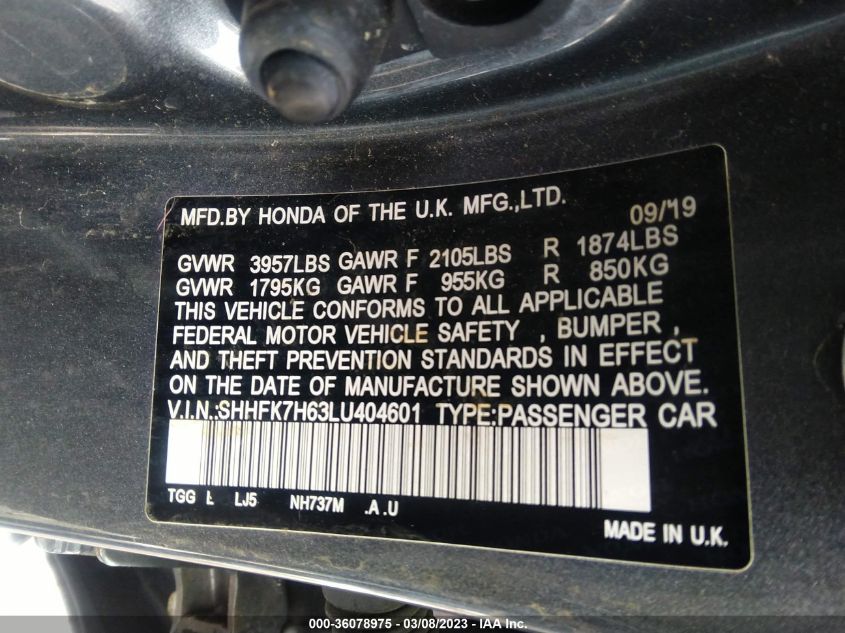 MFD.BY HONDA OF THE U.K. MFG.,LTD. 09/19
GVWR 3957LBS GAWR F 2105LBS R 1874LBS
GVWR 1795KG GAWR F 955KG R 850KG
THIS VEHICLE CONFORMS TO ALL APPLICABLE
FEDERAL MOTOR VEHICLE SAFETY , BUMPER ,
AND THEFT PREVENTION STANDARDS IN EFFECT
ON THE DATE OF MANUFACTURE SHOWN ABOVE.
V.I.N.:SHHFK7H63LU404601 TYPE:PASSENGER CAR
TGG L LJ5 NH737M .A .U
MADE IN U.K.
000-36078975 - 03/08/2023 - IAA Inc.